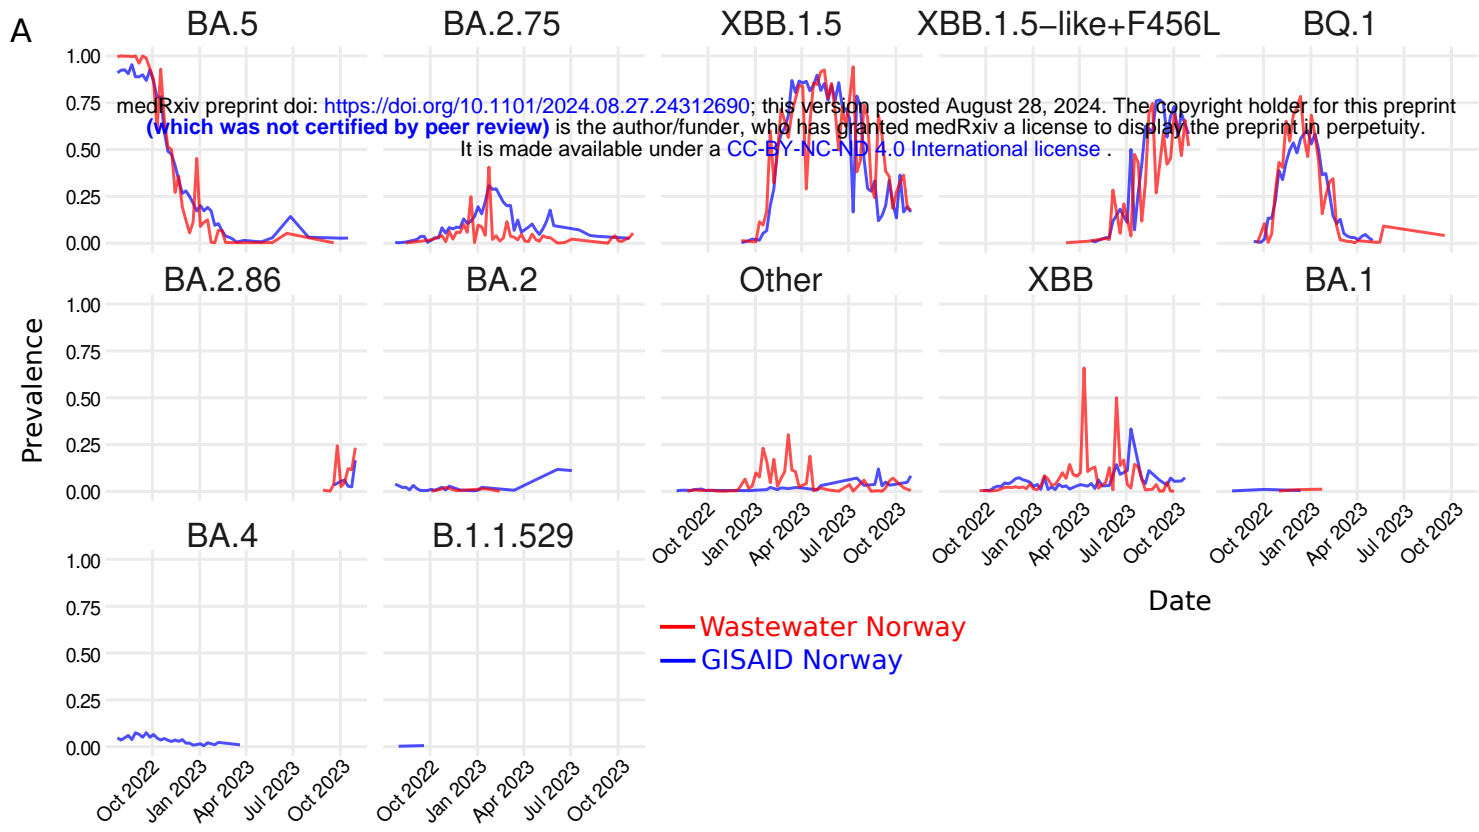 A
BA.5
BA.2.75
XBB.1.5
XBB.1.5−like+F456L
BQ.1
1.00
0.75
0.50
0.25
0.00
medRxiv preprint doi: https://doi.org/10.1101/2024.08.27.24312690; this version posted August 28, 2024. The copyright holder for this preprint
(which was not certified by peer review) is the author/funder, who has granted medRxiv a license to display the preprint in perpetuity.
It is made available under a CC-BY-NC-ND 4.0 International license .
BA.2.86
BA.2
Other
XBB
BA.1
Prevalence
1.00
0.75
0.50
0.25
0.00
Oct 2022
Jan 2023
Apr 2023
Jul 2023
Oct 2023
Oct 2022
Jan 2023
Apr 2023
Jul 2023
Oct 2023
Oct 2022
Jan 2023
Apr 2023
Jul 2023
Oct 2023
BA.4
B.1.1.529
1.00
0.75
0.50
0.25
0.00
Date
Wastewater Norway
GISAID Norway
Oct 2022
Jan 2023
Apr 2023
Jul 2023
Oct 2023
Oct 2022
Jan 2023
Apr 2023
Jul 2023
Oct 2023